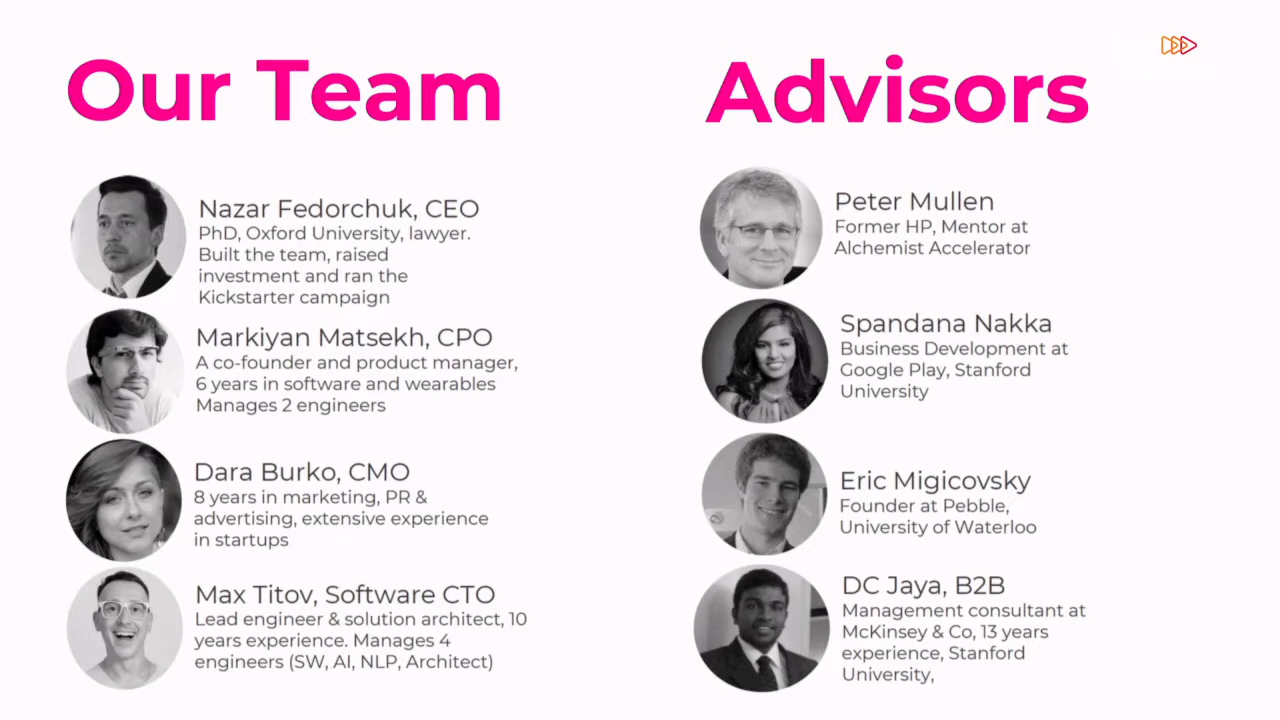 Our Team
Nazar Fedorchuk, CEO
PhD, Oxford University, lawyer.
Built the team, raised
investment and ran the
Kickstarter campaign
Markiyan Matsekh, CPO
A co-founder and product manager,
6 years in software and wearables
Manages 2 engineers
Dara Burko, CMO
8 years in marketing, PR &
advertising, extensive experience
in startups
Max Titov, Software CTO
Lead engineer & solution architect, 10
years experience. Manages 4
engineers (SW, AI, NLP, Architect)
Advisors
Peter Mullen
Former HP, Mentor at
Alchemist Accelerator
Spandana Nakka
Business Development at
Google Play, Stanford
University
Eric Migicovsky
Founder at Pebble,
University of Waterloo
DC Jaya, B2B
Management consultant at
McKinsey & Co, 13 years
experience, Stanford
University,